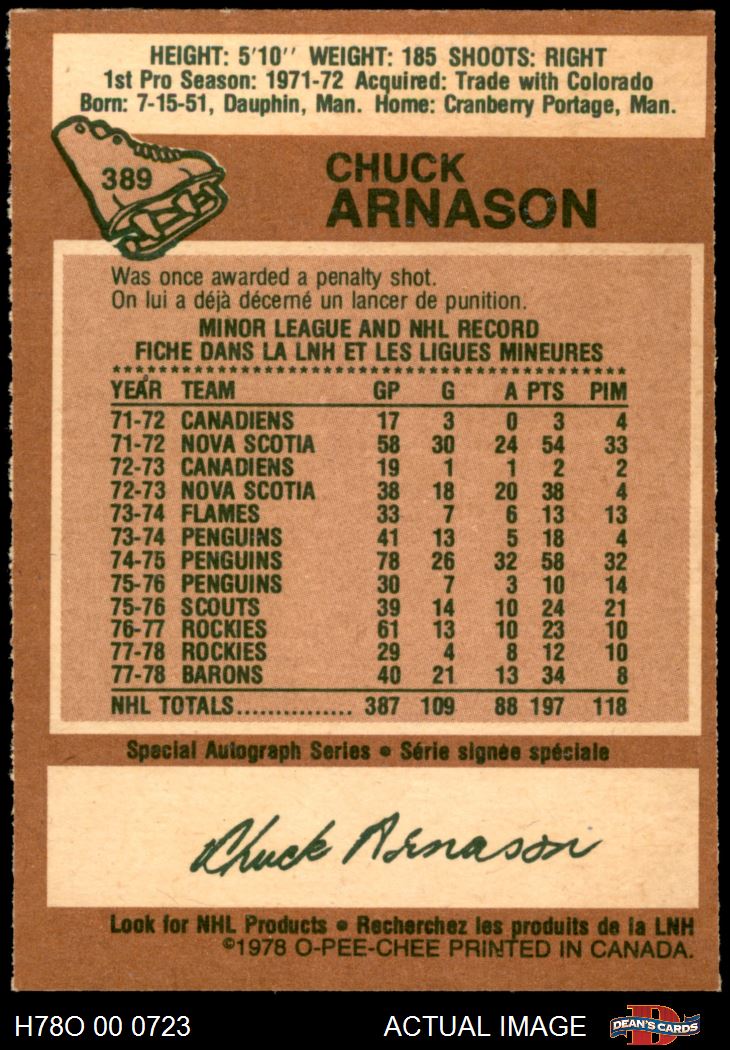 HEIGHT: 5'10'' WEIGHT: 185 SHOOTS: RIGHT
1st Pro Season: 1971-72 Acquired: Trade with Colorado
Born: 7-15-51, Dauphin, Man. Home: Cranberry Portage, Man.
389
CHUCK
ARNASON
Was once awarded a penalty shot.
On lui a déjà décerné un lancer de punition.
MINOR LEAGUE AND NHL RECORD
FICHE DANS LA LNH ET LES LIGUES MINEURES
YEAR TEAM GP G A PTS PIM
71-72 CANADIENS 17 3 0 3 4
71-72 NOVA SCOTIA 58 30 24 54 33
72-73 CANADIENS 19 1 1 2 2
72-73 NOVA SCOTIA 38 18 20 38 4
73-74 FLAMES 33 7 6 13 13
73-74 PENGUINS 41 13 5 18 4
74-75 PENGUINS 78 26 32 58 32
75-76 PENGUINS 30 7 3 10 14
75-76 SCOUTS 39 14 10 24 21
76-77 ROCKIES 61 13 10 23 10
77-78 ROCKIES 29 4 8 12 10
77-78 BARONS 40 21 13 34 8
NHL TOTALS............... 387 109 88 197 118
Special Autograph Series • Série signée spéciale
Chuck Arnason
Look for NHL Products • Recherchez les produits de la LNH
©1978 O-PEE-CHEE PRINTED IN CANADA.
H78O 00 0723 ACTUAL IMAGE D DEAN'S CARDS